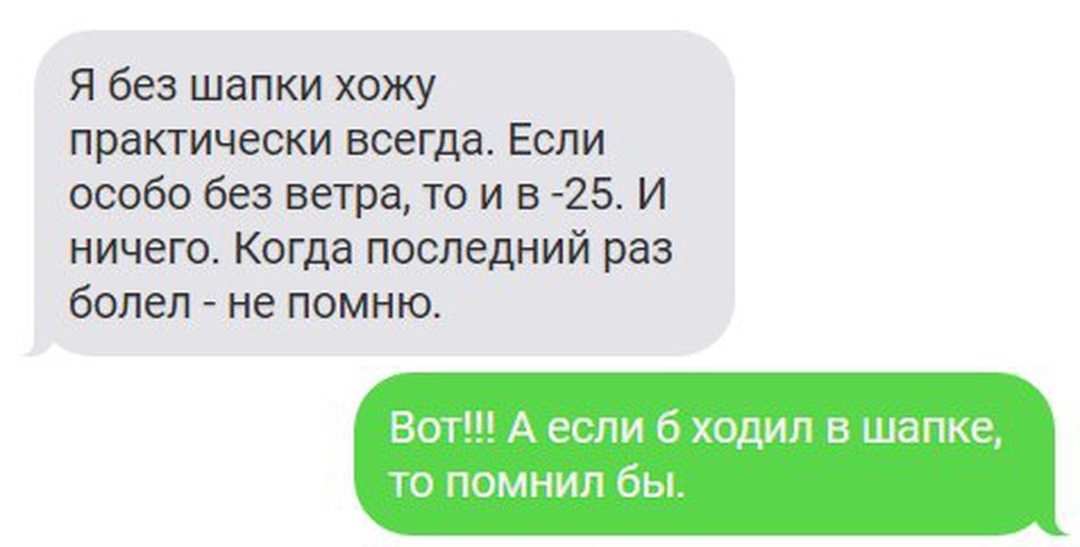 Я без шапки хожу
практически всегда. Если
особо без ветра, то и в -25. И
ничего. Когда последний раз
болел - не помню.
Вот!!! А если б ходил в шапке,
то помнил бы.